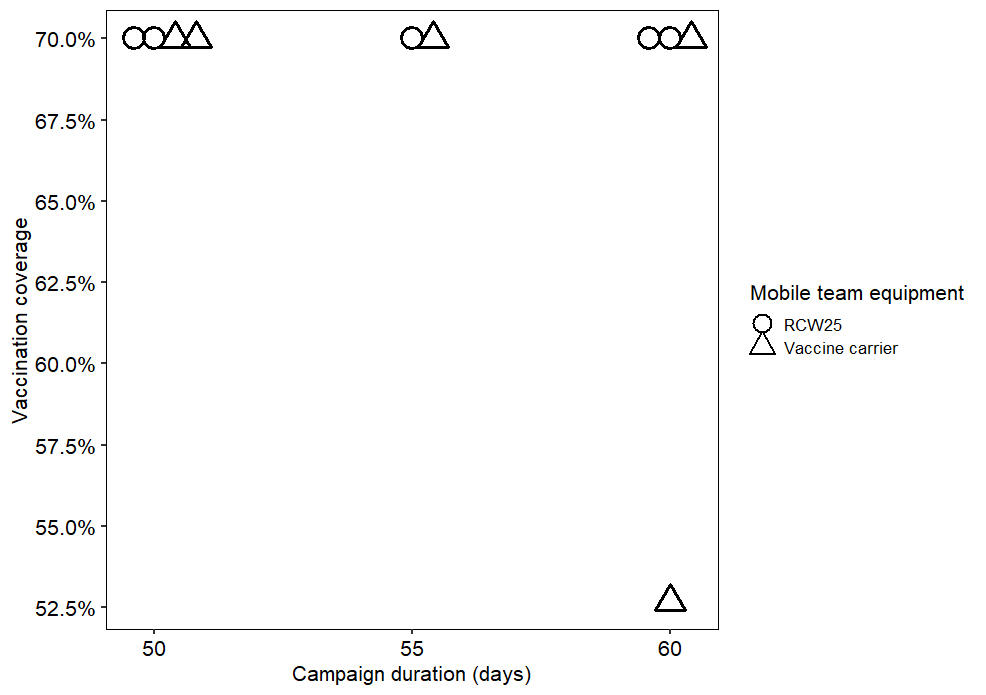 Vaccination coverage
70.0%
67.5%
65.0%
62.5%
60.0%
57.5%
55.0%
52.5%
50
55
60
Campaign duration (days)
Mobile team equipment
RCW25
Vaccine carrier